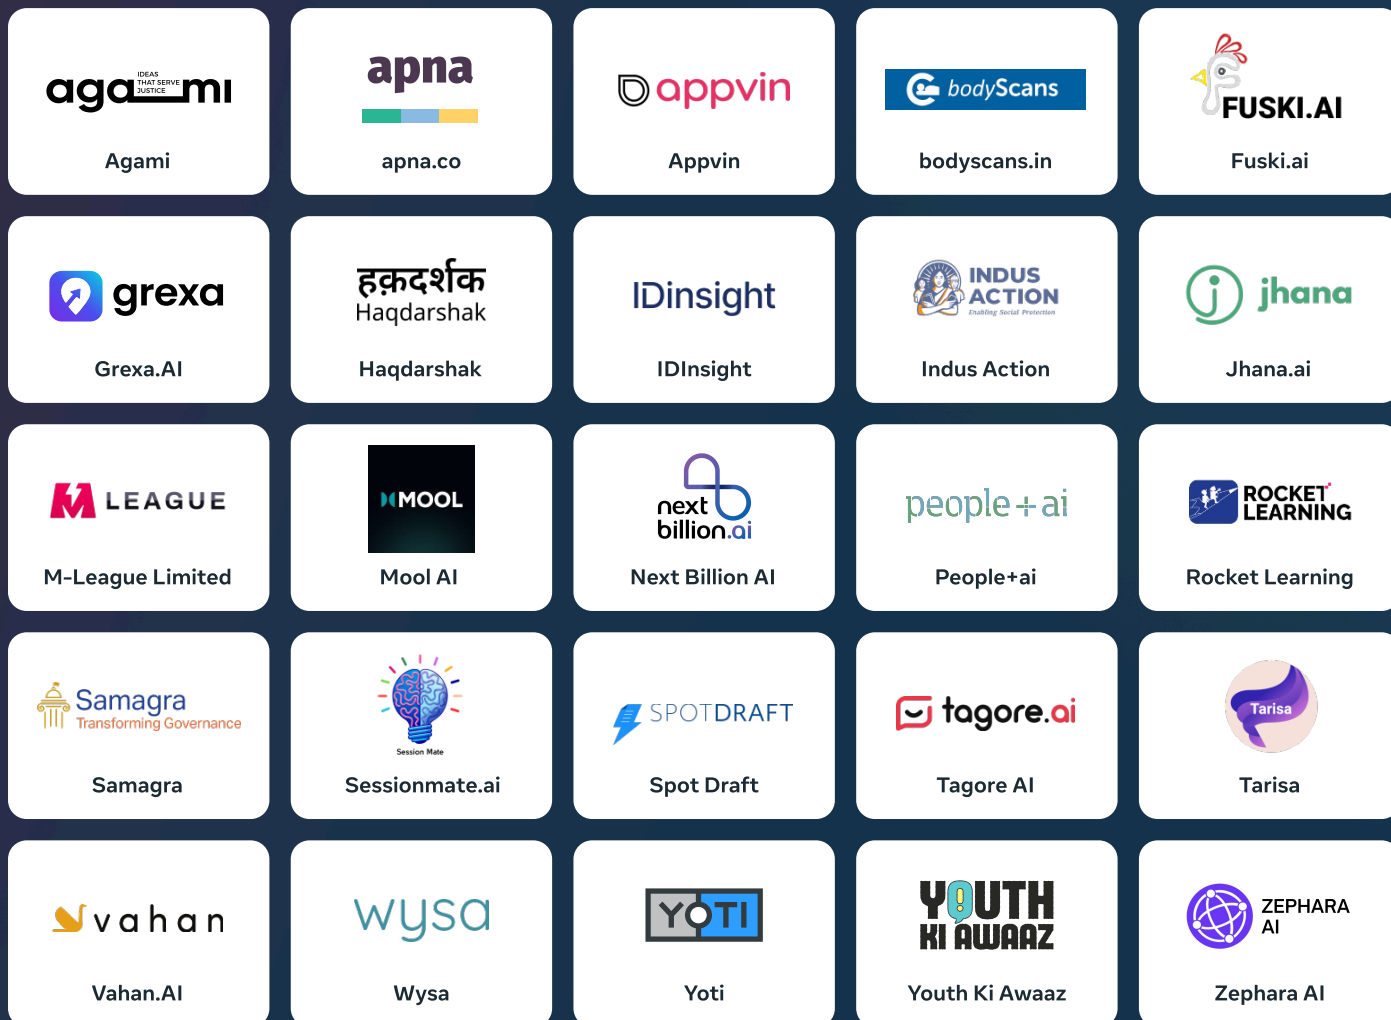 agami
IDEAS
THAT SERVE
JUSTICE
Agami
apna
apna.co
appvin
Appvin
bodyScans
bodyscans.in
FUSKI.AI
Fuski.ai
grexa
Grexa.AI
हक़दर्शक
Haqdarshak
Haqdarshak
IDinsight
IDInsight
INDUS
ACTION
Enabling Social Protection
Indus Action
jhana
Jhana.ai
M LEAGUE
M-League Limited
MOOL
Mool AI
next
billion.ai
Next Billion AI
people+ai
People+ai
ROCKET
LEARNING
Rocket Learning
Samagra
Transforming Governance
Samagra
Session Mate
Sessionmate.ai
SPOTDRAFT
Spot Draft
tagore.ai
Tagore AI
Tarisa
Tarisa
vahan
Vahan.AI
wysa
Wysa
YOTI
Yoti
YOUTH
KI AWAAZ
Youth Ki Awaaz
ZEPHARA
AI
Zephara AI